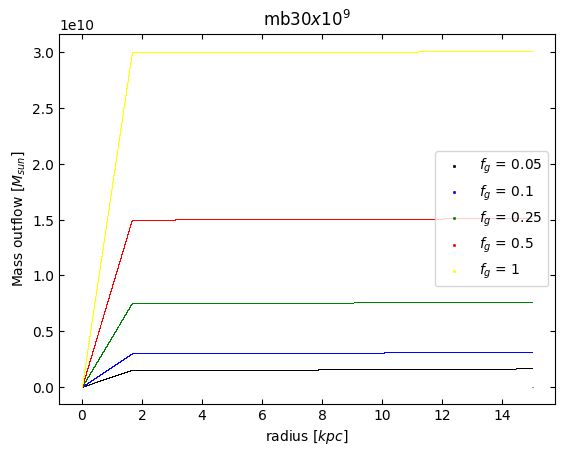 mb30x10⁹
1e10
3.0
2.5
2.0
1.5
1.0
0.5
0.0
Mass outflow [M_sun]
f_g = 0.05
f_g = 0.1
f_g = 0.25
f_g = 0.5
f_g = 1
0 2 4 6 8 10 12 14
radius [kpc]